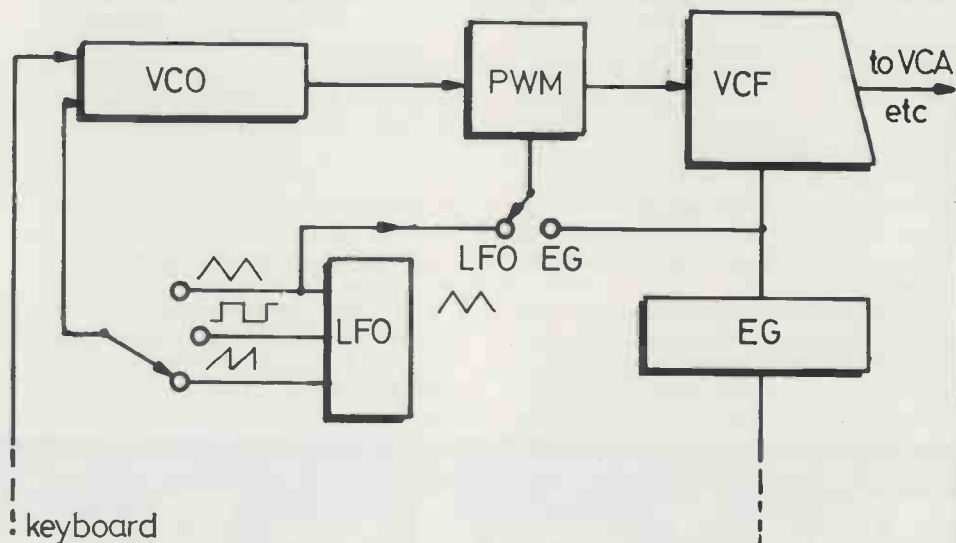 VCO
PWM
VCF
to VCA
etc
LFO EG
LFO
EG
keyboard